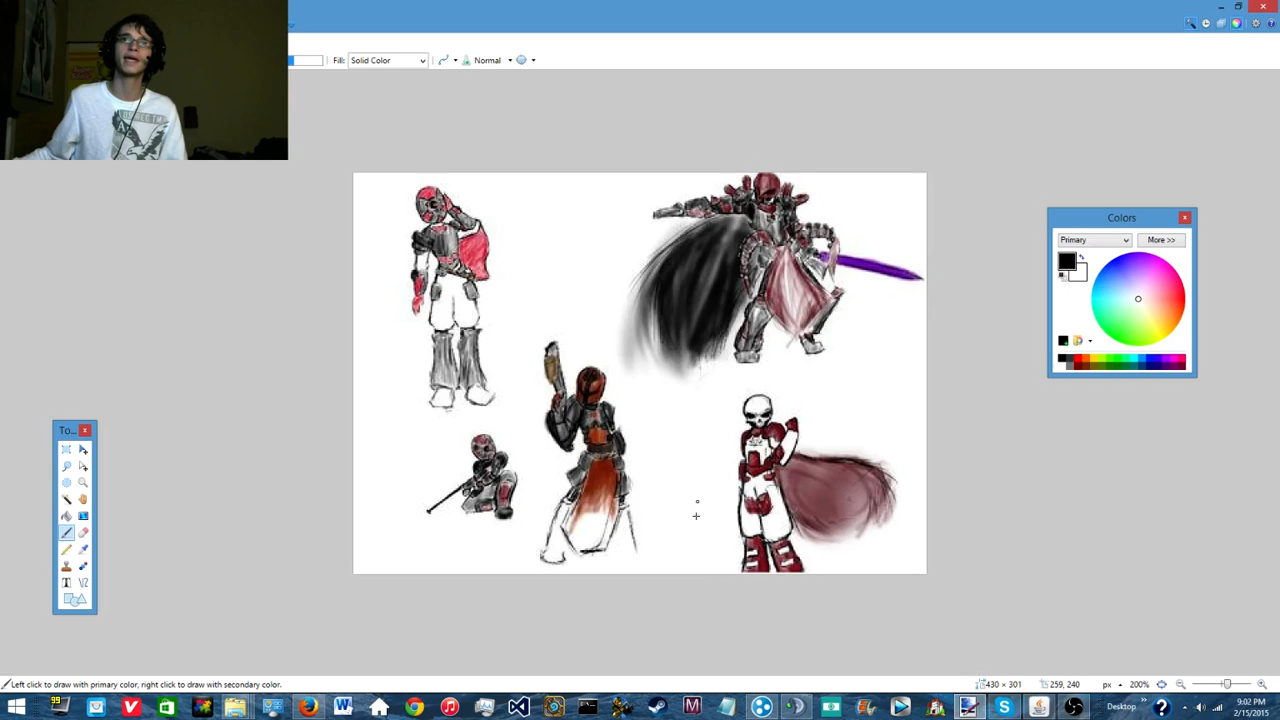 Fill:
Solid Color
Normal
Colors
Primary
More >>
To...
T
Left click to draw with primary color, right click to draw with secondary color.
430 × 301
259, 240
px
200%
99
W
M
S
Desktop
9:02 PM
2/15/2015